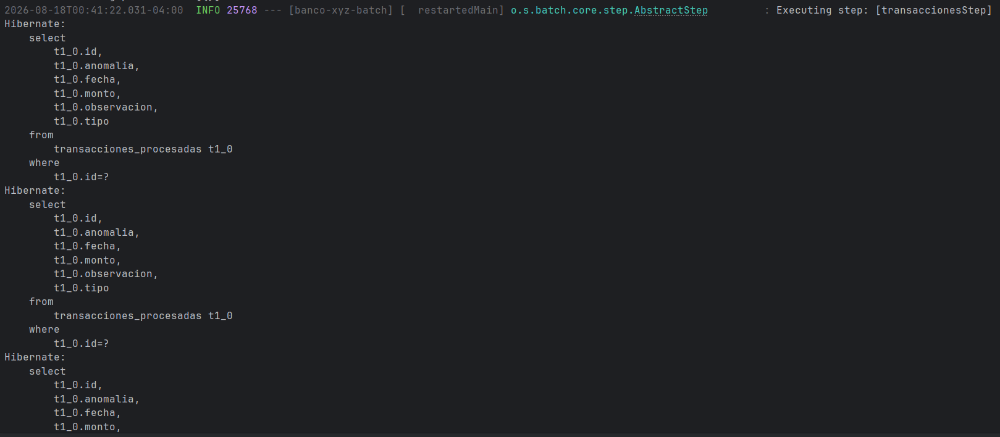 2026-08-18T00:41:22.031-04:00  INFO 25768 --- [banco-xyz-batch] [  restartedMain] o.s.batch.core.step.AbstractStep         : Executing step: [transaccionesStep]
Hibernate:
    select
        t1_0.id,
        t1_0.anomalia,
        t1_0.fecha,
        t1_0.monto,
        t1_0.observacion,
        t1_0.tipo
    from
        transacciones_procesadas t1_0
    where
        t1_0.id=?
Hibernate:
    select
        t1_0.id,
        t1_0.anomalia,
        t1_0.fecha,
        t1_0.monto,
        t1_0.observacion,
        t1_0.tipo
    from
        transacciones_procesadas t1_0
    where
        t1_0.id=?
Hibernate:
    select
        t1_0.id,
        t1_0.anomalia,
        t1_0.fecha,
        t1_0.monto,